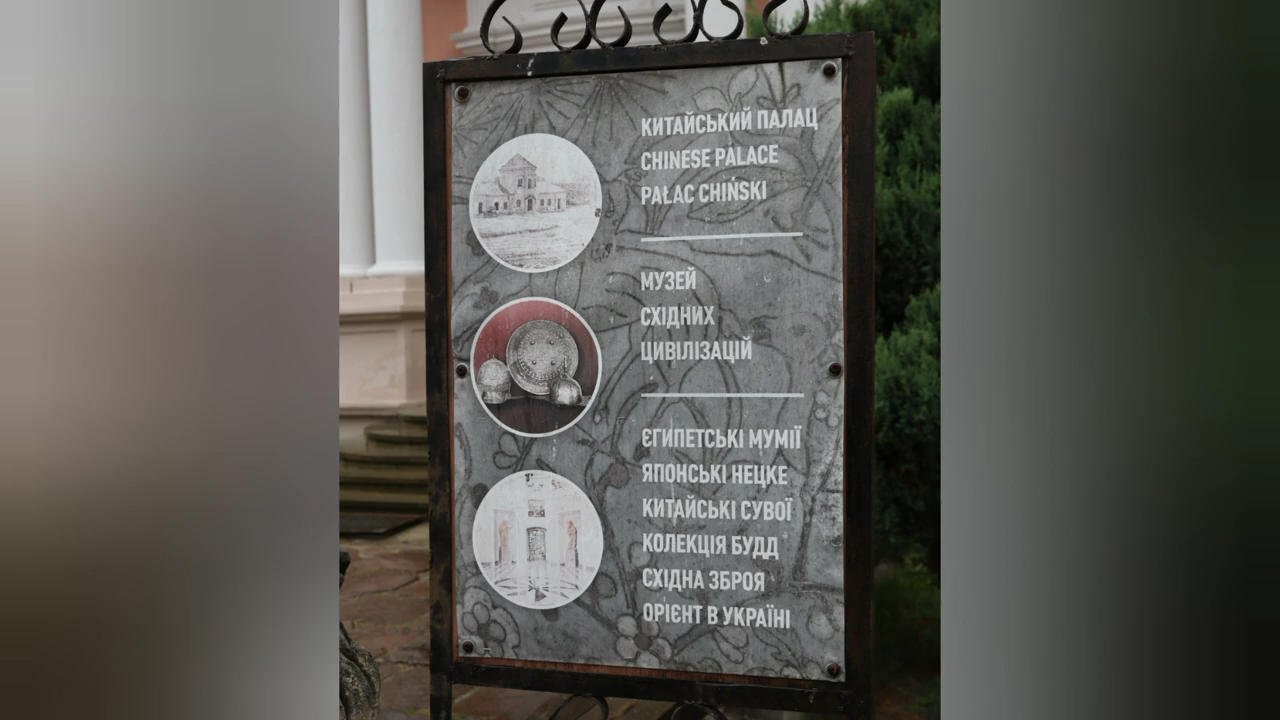 КИТАЙСЬКИЙ ПАЛАЦ
CHINESE PALACE
PAŁAC CHIŃSKI
МУЗЕЙ
СХІДНИХ
ЦИВІЛІЗАЦІЙ
ЄГИПЕТСЬКІ МУМІЇ
ЯПОНСЬКІ НЕЦКЕ
КИТАЙСЬКІ СУВОЇ
КОЛЕКЦІЯ БУДД
СХІДНА ЗБРОЯ
ОРІЄНТ В УКРАЇНІ